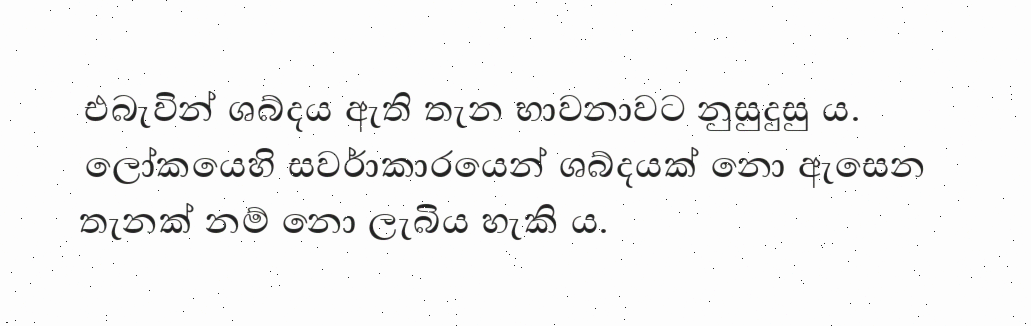 එබැවින් ශබ්දය ඇති තැන භාවනාවට නුසුදුසු ය.
ලෝකයෙහි සර්‍වාකාරයෙන් ශබ්දයක් නො ඇසෙන
තැනක් නම් නො ලැබිය හැකි ය.